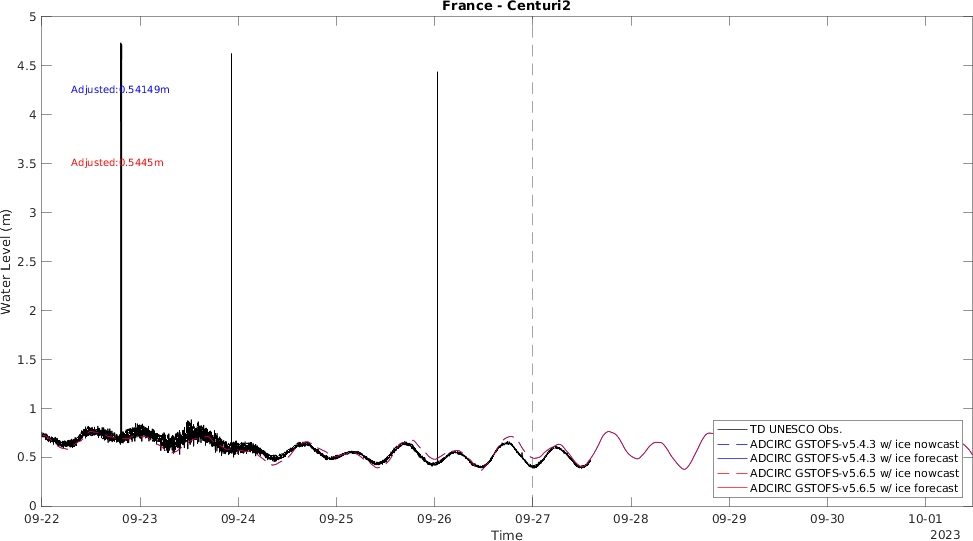 France - Centuri2
5
4.5
4
3.5
3
2.5
2
1.5
1
0.5
0
Water Level (m)
Adjusted:0.54149m
Adjusted:0.5445m
TD UNESCO Obs.
ADCIRC GSTOFS-v5.4.3 w/ ice nowcast
ADCIRC GSTOFS-v5.4.3 w/ ice forecast
ADCIRC GSTOFS-v5.6.5 w/ ice nowcast
ADCIRC GSTOFS-v5.6.5 w/ ice forecast
09-22 09-23 09-24 09-25 09-26 09-27 09-28 09-29 09-30 10-01
Time
2023